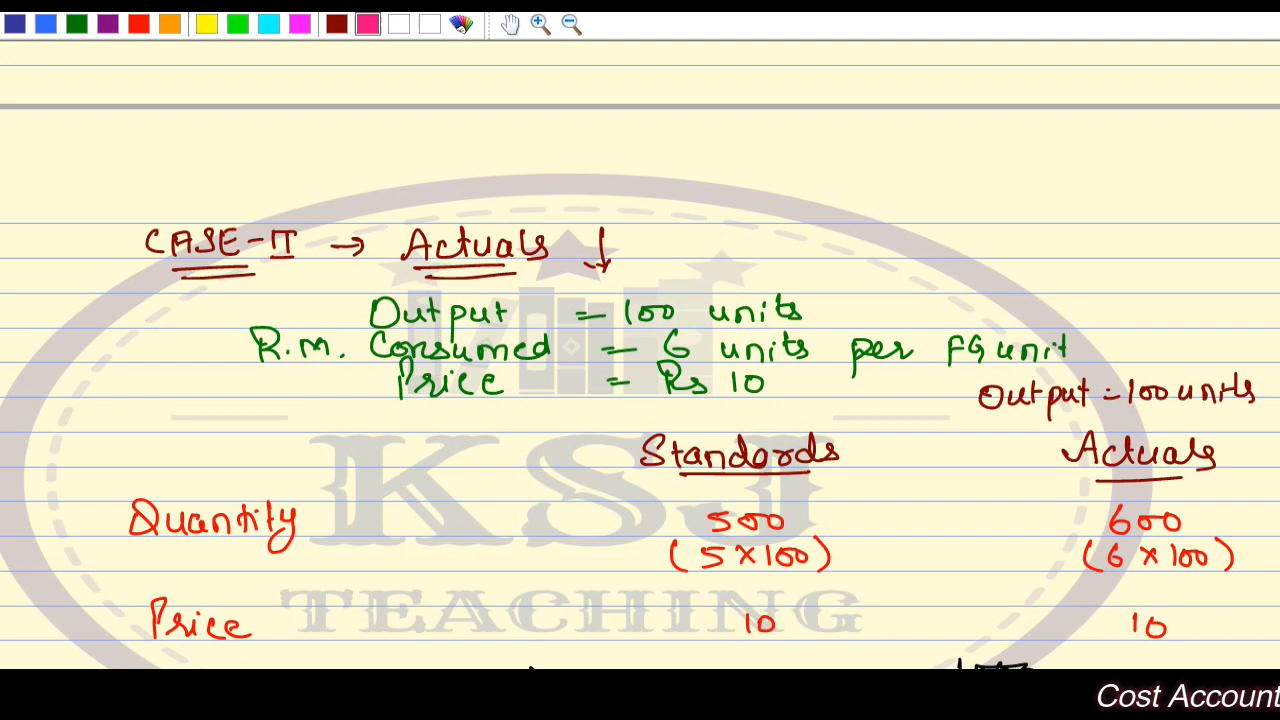 CASE-II → Actuals ↓
Output = 100 units
R.M. Consumed = 6 units per FG unit
Price = Rs 10
Output = 100 units
Standards Actuals
Quantity 500 600
(5×100) (6×100)
Price 10 10
KSJ
TEACHING
Cost Account